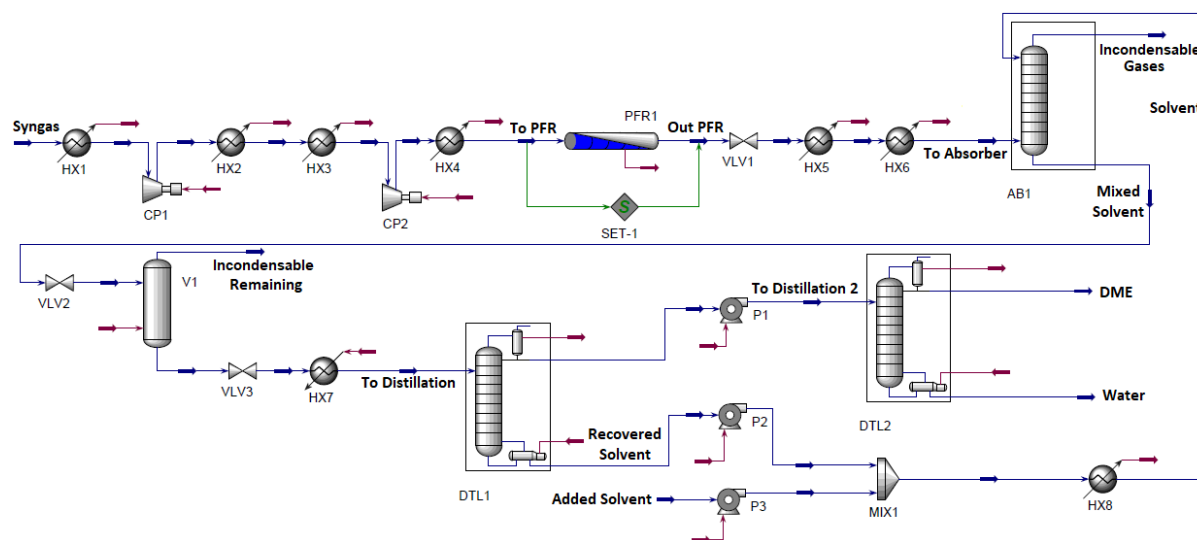 Syngas
HX1
CP1
HX2
HX3
CP2
HX4
To PFR
PFR1
Out PFR
S
SET-1
VLV1
HX5
HX6
To Absorber
AB1
Incondensable
Gases
Solvent
Mixed
Solvent
VLV2
V1
Incondensable
Remaining
VLV3
HX7
To Distillation
DTL1
Recovered
Solvent
Added Solvent
P1
To Distillation 2
P2
P3
DTL2
DME
Water
MIX1
HX8